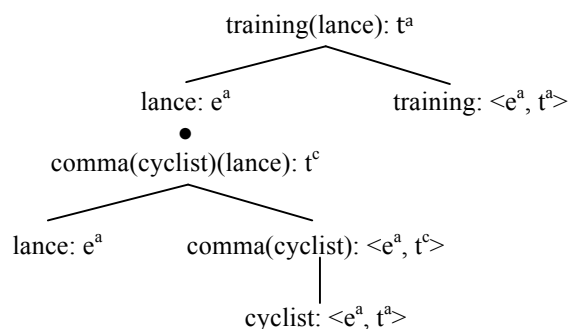 training(lance): tᵃ
lance: eᵃ training: <eᵃ, tᵃ>
•
comma(cyclist)(lance): tᶜ
lance: eᵃ comma(cyclist): <eᵃ, tᶜ>
cyclist: <eᵃ, tᵃ>